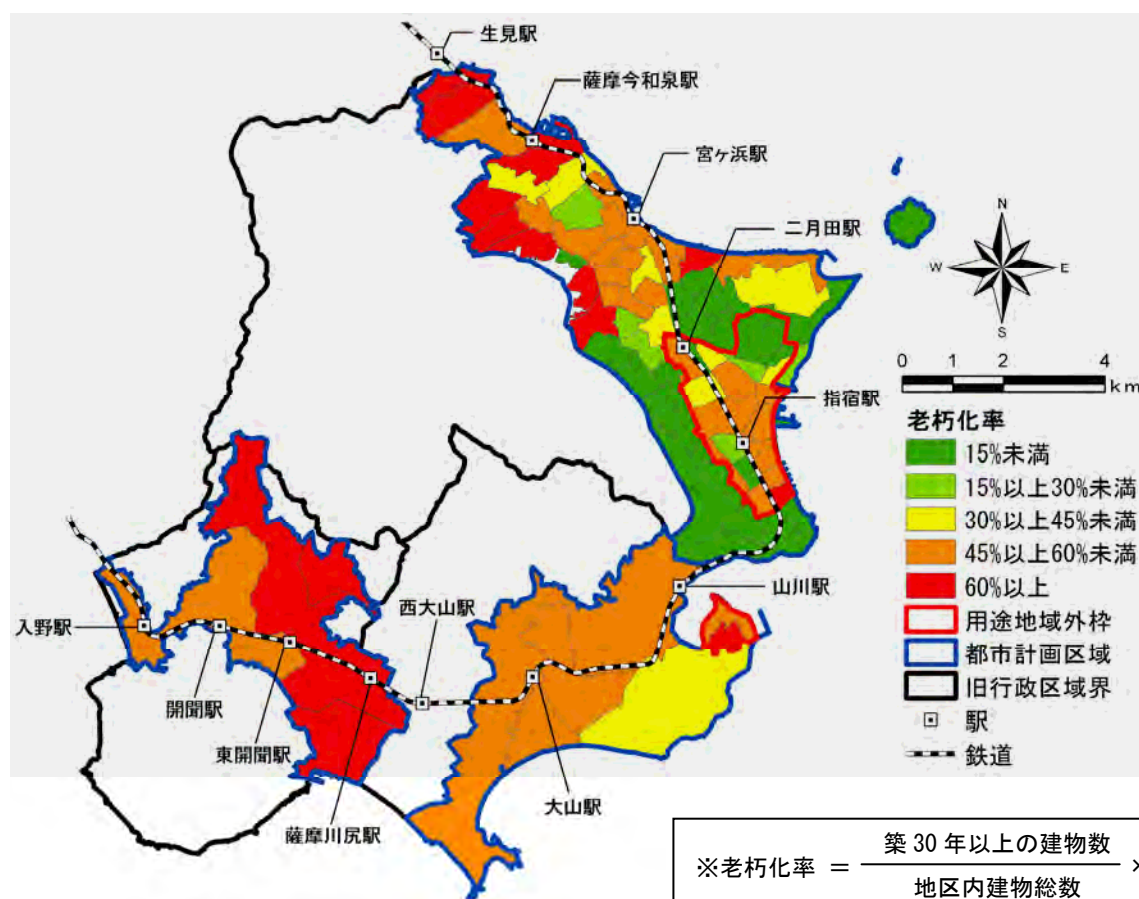 生見駅
薩摩今和泉駅
宮ヶ浜駅
二月田駅
指宿駅
山川駅
西大山駅
入野駅
開聞駅
東開聞駅
薩摩川尻駅
大山駅
N
W
E
S
0 1 2 4
km
老朽化率
15%未満
15%以上30%未満
30%以上45%未満
45%以上60%未満
60%以上
用途地域外枠
都市計画区域
旧行政区域界
駅
鉄道
※老朽化率 = 築30年以上の建物数 ×
地区内建物総数